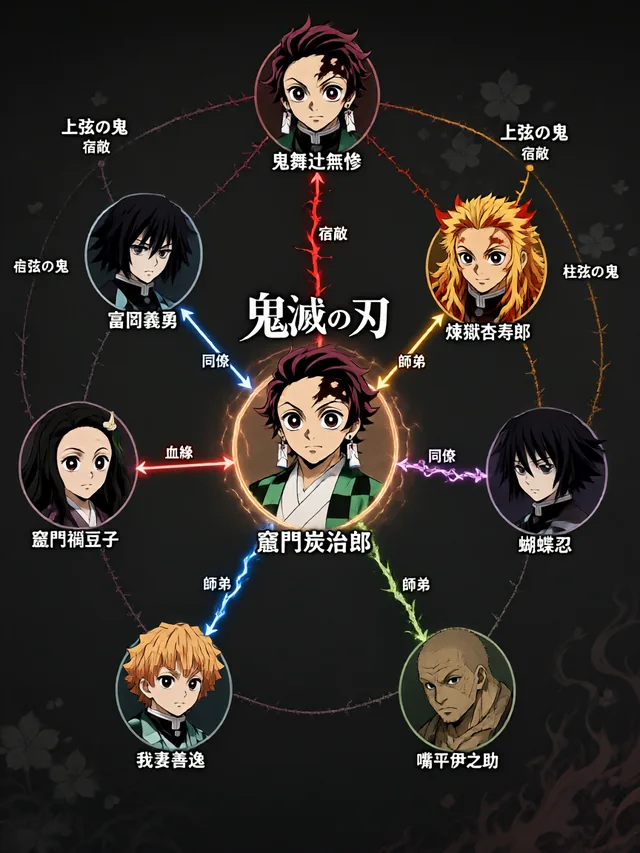 上弦の鬼
宿敵
上弦の鬼
宿敵
鬼舞辻無惨
宿敵
痦弦の鬼
柱弦の鬼
富岡義勇
煉獄杏寿郎
鬼滅の刃
同僚
師弟
血縁
同僚
竈門禰豆子
竈門炭治郎
蝴蝶忍
師弟
師弟
我妻善逸
嘴平伊之助